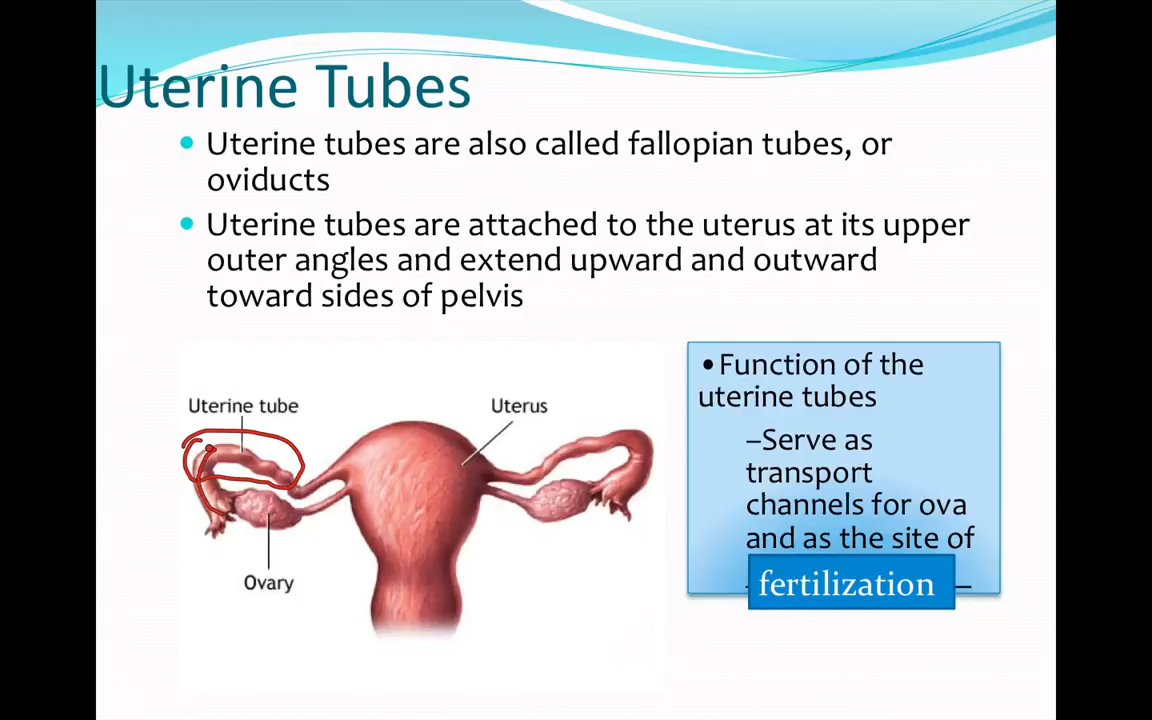 Uterine Tubes
• Uterine tubes are also called fallopian tubes, or
oviducts
• Uterine tubes are attached to the uterus at its upper
outer angles and extend upward and outward
toward sides of pelvis
Uterine tube
Uterus
Ovary
•Function of the
uterine tubes
–Serve as
transport
channels for ova
and as the site of
fertilization